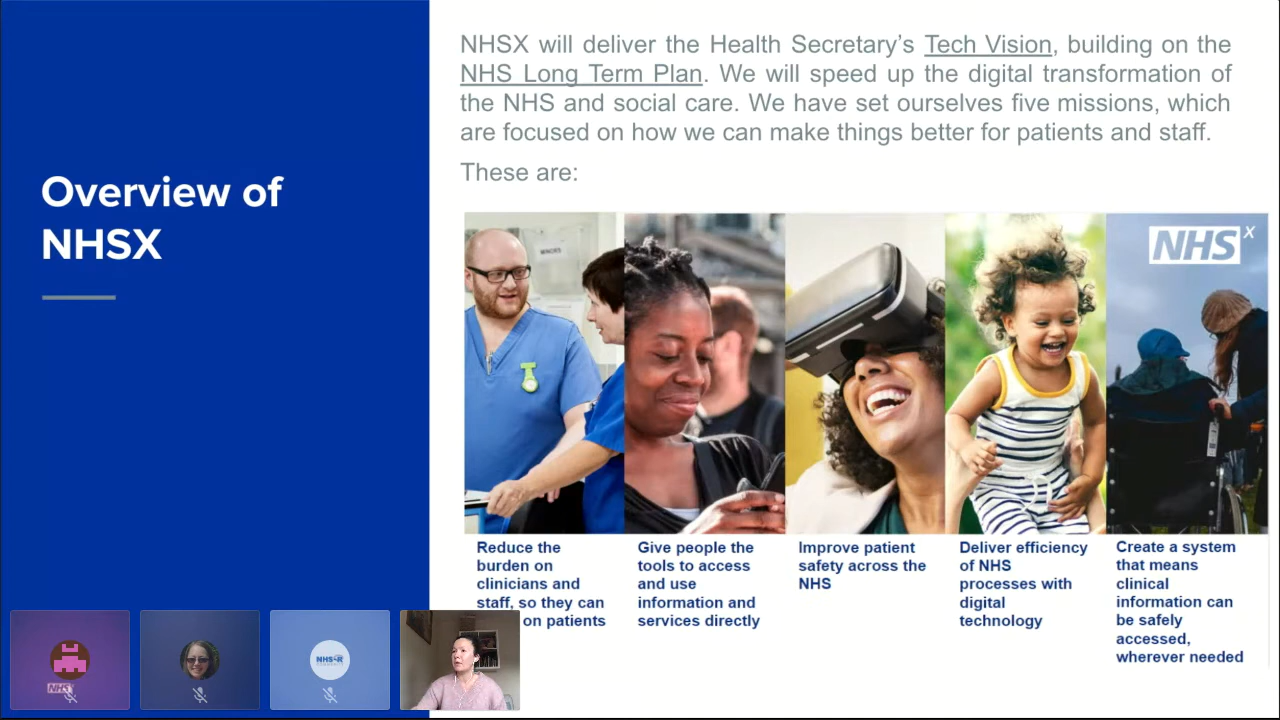 Overview of
NHSX
NHSX will deliver the Health Secretary's Tech Vision, building on the
NHS Long Term Plan. We will speed up the digital transformation of
the NHS and social care. We have set ourselves five missions, which
are focused on how we can make things better for patients and staff.
These are:
NHSX
Reduce the
burden on
clinicians and
staff, so they can
on patients
Give people the
tools to access
and use
information and
services directly
Improve patient
safety across the
NHS
Deliver efficiency
of NHS
processes with
digital
technology
Create a system
that means
clinical
information can
be safely
accessed,
wherever needed
NHS
NHS-R